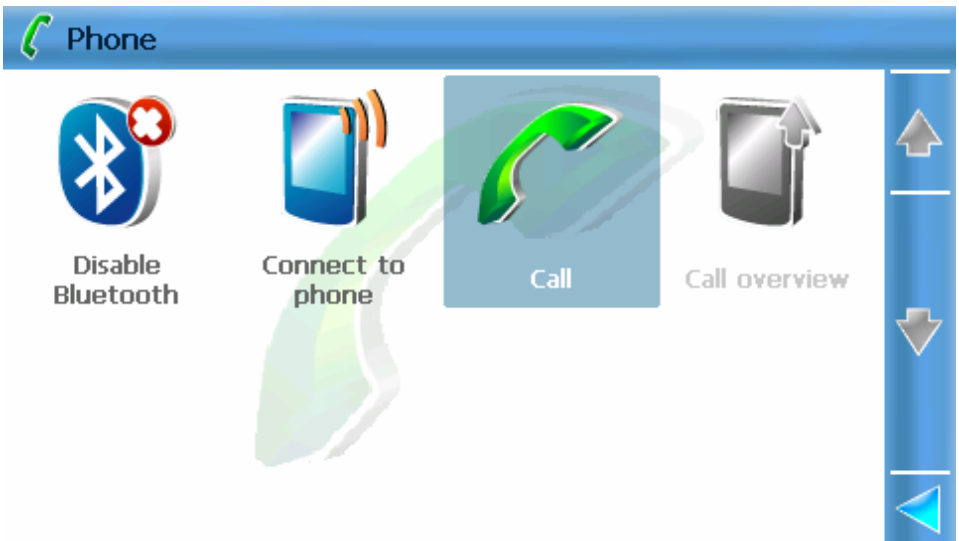 Phone
Disable
Bluetooth
Connect to
phone
Call
Call overview